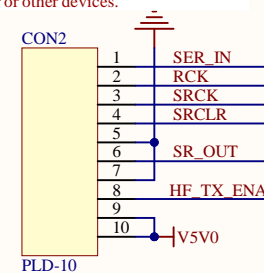 or other devices.
CON2
1 SER_IN
2 RCK
3 SRCK
4 SRCLR
5
6 SR_OUT
7
8 HF_TX_ENA
9
10 V5V0
PLD-10